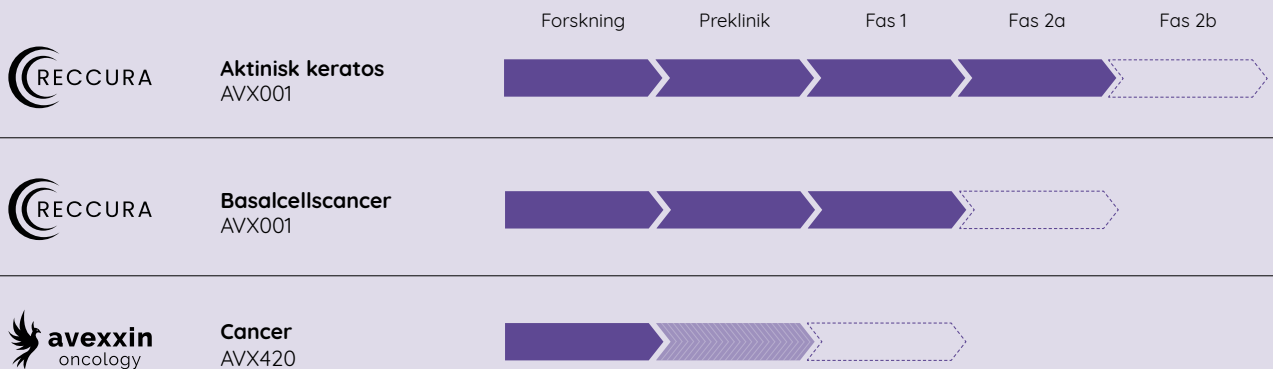 Forskning Preklinik Fas 1 Fas 2a Fas 2b
RECCURA
Aktinisk keratos
AVX001
RECCURA
Basalcellscancer
AVX001
avexxin
oncology
Cancer
AVX420